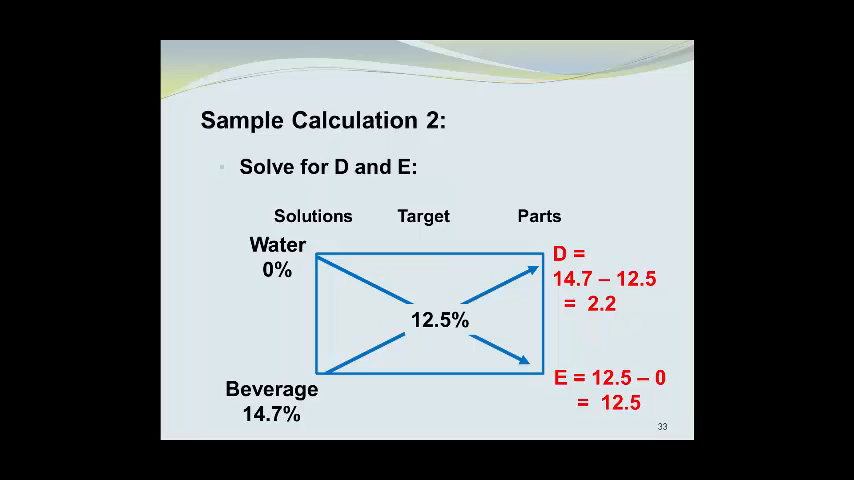 Sample Calculation 2:
Solve for D and E:
Solutions Target Parts
Water
0%
D =
14.7 – 12.5
= 2.2
12.5%
Beverage
14.7%
E = 12.5 – 0
= 12.5
33